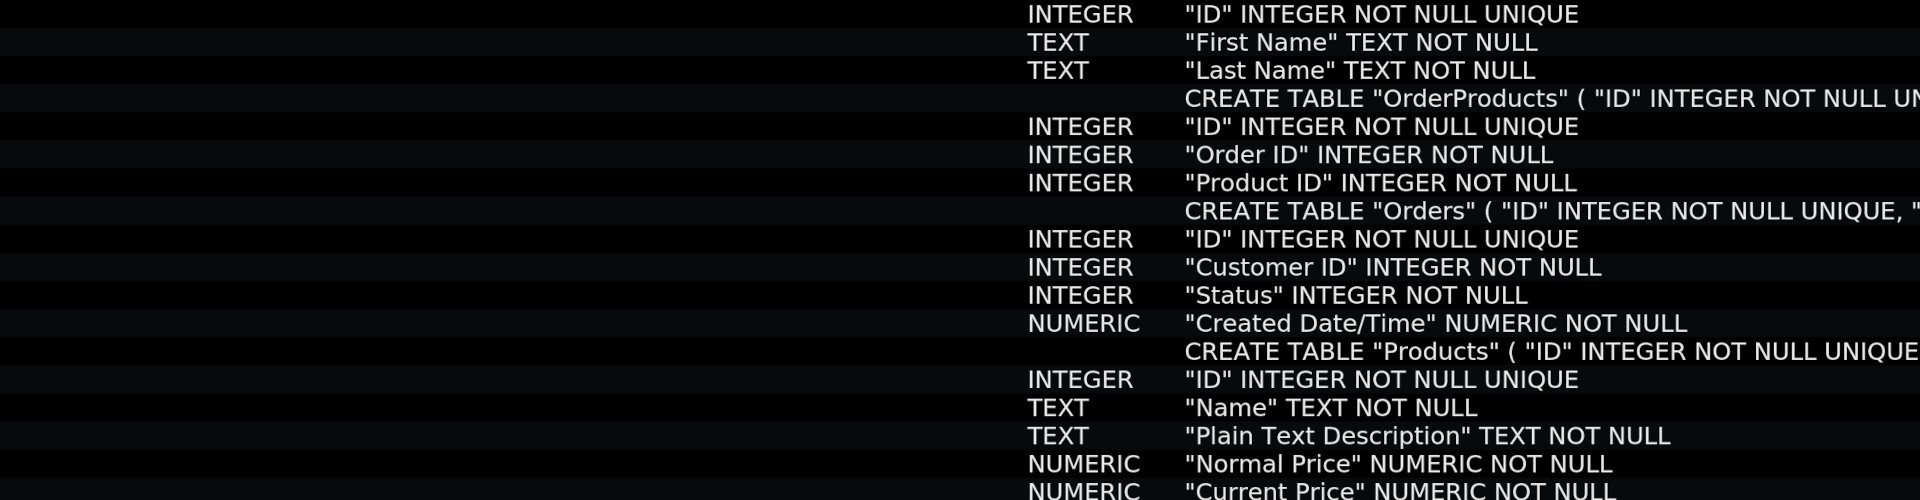 INTEGER "ID" INTEGER NOT NULL UNIQUE
TEXT "First Name" TEXT NOT NULL
TEXT "Last Name" TEXT NOT NULL
CREATE TABLE "OrderProducts" ( "ID" INTEGER NOT NULL UN
INTEGER "ID" INTEGER NOT NULL UNIQUE
INTEGER "Order ID" INTEGER NOT NULL
INTEGER "Product ID" INTEGER NOT NULL
CREATE TABLE "Orders" ( "ID" INTEGER NOT NULL UNIQUE, "
INTEGER "ID" INTEGER NOT NULL UNIQUE
INTEGER "Customer ID" INTEGER NOT NULL
INTEGER "Status" INTEGER NOT NULL
NUMERIC "Created Date/Time" NUMERIC NOT NULL
CREATE TABLE "Products" ( "ID" INTEGER NOT NULL UNIQUE
INTEGER "ID" INTEGER NOT NULL UNIQUE
TEXT "Name" TEXT NOT NULL
TEXT "Plain Text Description" TEXT NOT NULL
NUMERIC "Normal Price" NUMERIC NOT NULL
NUMERIC "Current Price" NUMERIC NOT NULL